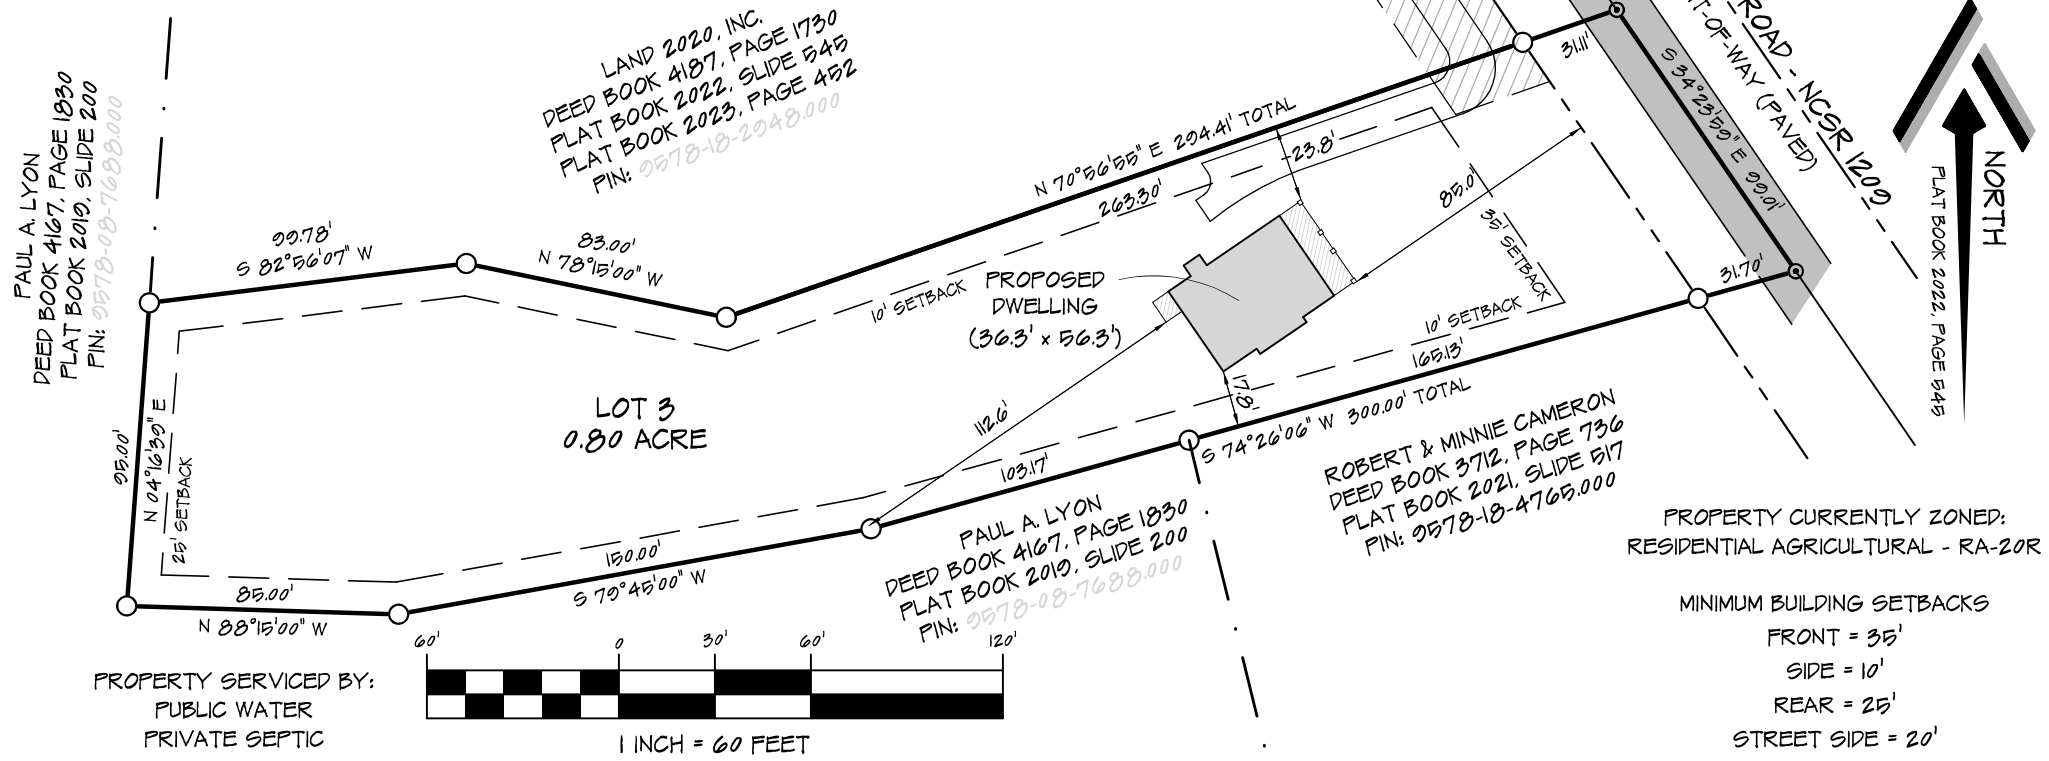 PAUL A. LYON
DEED BOOK 4167, PAGE 1830
PLAT BOOK 2019, SLIDE 200
PIN: 9578-08-7688.000
LAND 2020, INC.
DEED BOOK 4187, PAGE 1730
PLAT BOOK 2022, SLIDE 545
PLAT BOOK 2023, PAGE 452
PIN: 9578-18-2948.000
ROAD - NCSR 1209
T-OF-WAY (PAVED)
31.11'
S 34°23'59" E 99.01'
NORTH
PLAT BOOK 2022, PAGE 545
N 70°56'55" E 294.41' TOTAL
263.30'
23.8'
85.0'
35' SETBACK
99.78'
S 82°56'07" W
83.00'
N 78°15'00" W
10' SETBACK
PROPOSED
DWELLING
(36.3' x 56.3')
31.70'
10' SETBACK
165.13'
17.8'
S 74°26'06" W 300.00' TOTAL
LOT 3
0.80 ACRE
112.6'
103.17'
95.00'
N 04°16'39" E
25' SETBACK
ROBERT & MINNIE CAMERON
DEED BOOK 3712, PAGE 736
PLAT BOOK 2021, SLIDE 517
PIN: 9578-18-4765.000
PAUL A. LYON
DEED BOOK 4167, PAGE 1830
PLAT BOOK 2019, SLIDE 200
PIN: 9578-08-7688.000
150.00'
S 79°45'00" W
85.00'
N 88°15'00" W
PROPERTY CURRENTLY ZONED:
RESIDENTIAL AGRICULTURAL - RA-20R
MINIMUM BUILDING SETBACKS
FRONT = 35'
SIDE = 10'
REAR = 25'
STREET SIDE = 20'
PROPERTY SERVICED BY:
PUBLIC WATER
PRIVATE SEPTIC
60' 0 30' 60' 120'
1 INCH = 60 FEET